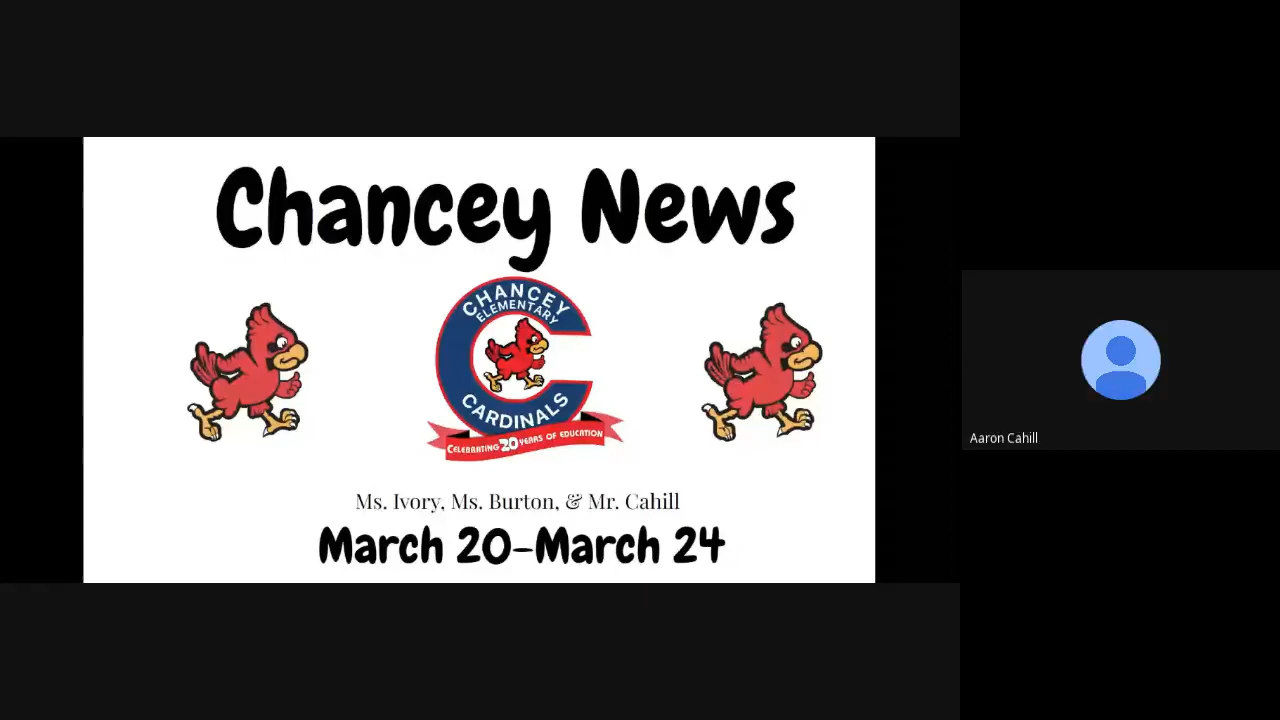 Chancey News
CHANCEY
ELEMENTARY
CARDINALS
CELEBRATING 20 YEARS OF EDUCATION
Ms. Ivory, Ms. Burton, & Mr. Cahill
March 20-March 24
Aaron Cahill